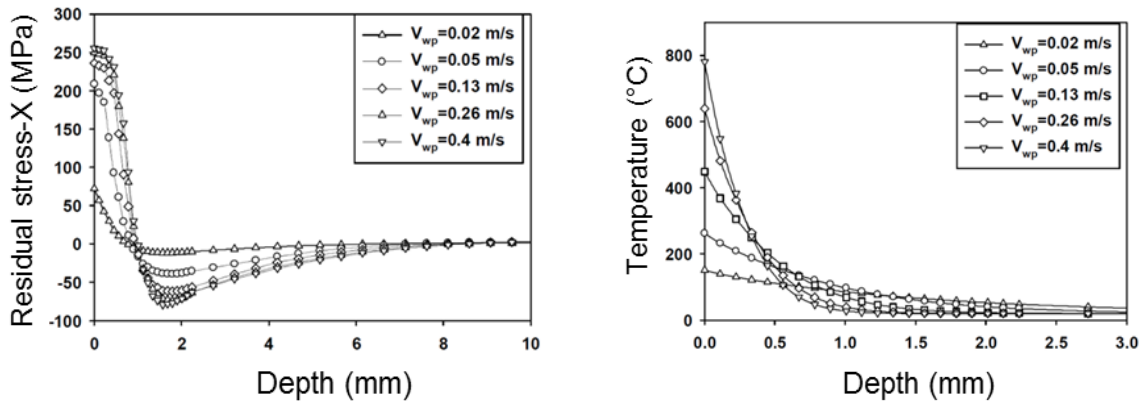 Residual stress-X (MPa)
300
250
200
150
100
50
0
-50
-100
0 2 4 6 8 10
Depth (mm)
V_wp=0.02 m/s
V_wp=0.05 m/s
V_wp=0.13 m/s
V_wp=0.26 m/s
V_wp=0.4 m/s
Temperature (°C)
800
600
400
200
0
0.0 0.5 1.0 1.5 2.0 2.5 3.0
Depth (mm)
V_wp=0.02 m/s
V_wp=0.05 m/s
V_wp=0.13 m/s
V_wp=0.26 m/s
V_wp=0.4 m/s